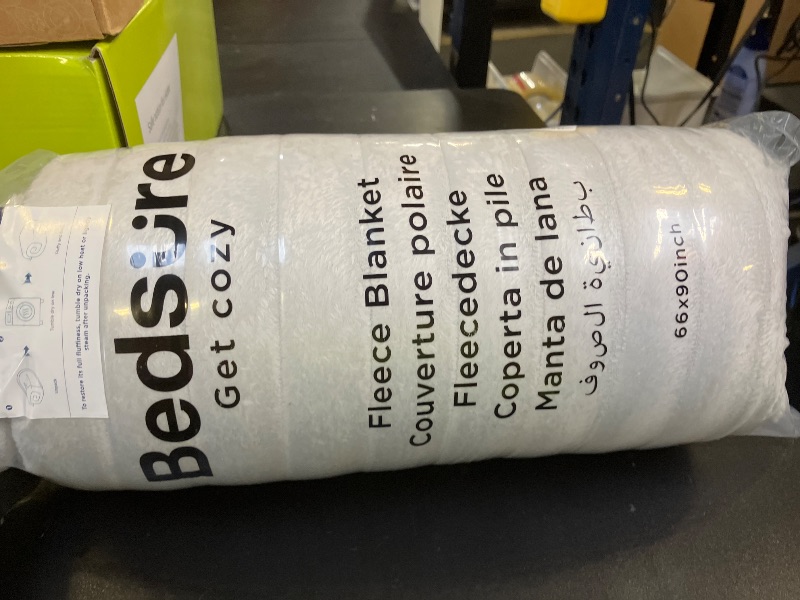 Bedsure
Get cozy
Fleece Blanket
Couverture polaire
Fleecedecke
Coperta in pile
Manta de lana
بطانية الصوف
66x90inch
To restore its full fluffiness, tumble dry on low heat or
steam after unpacking.